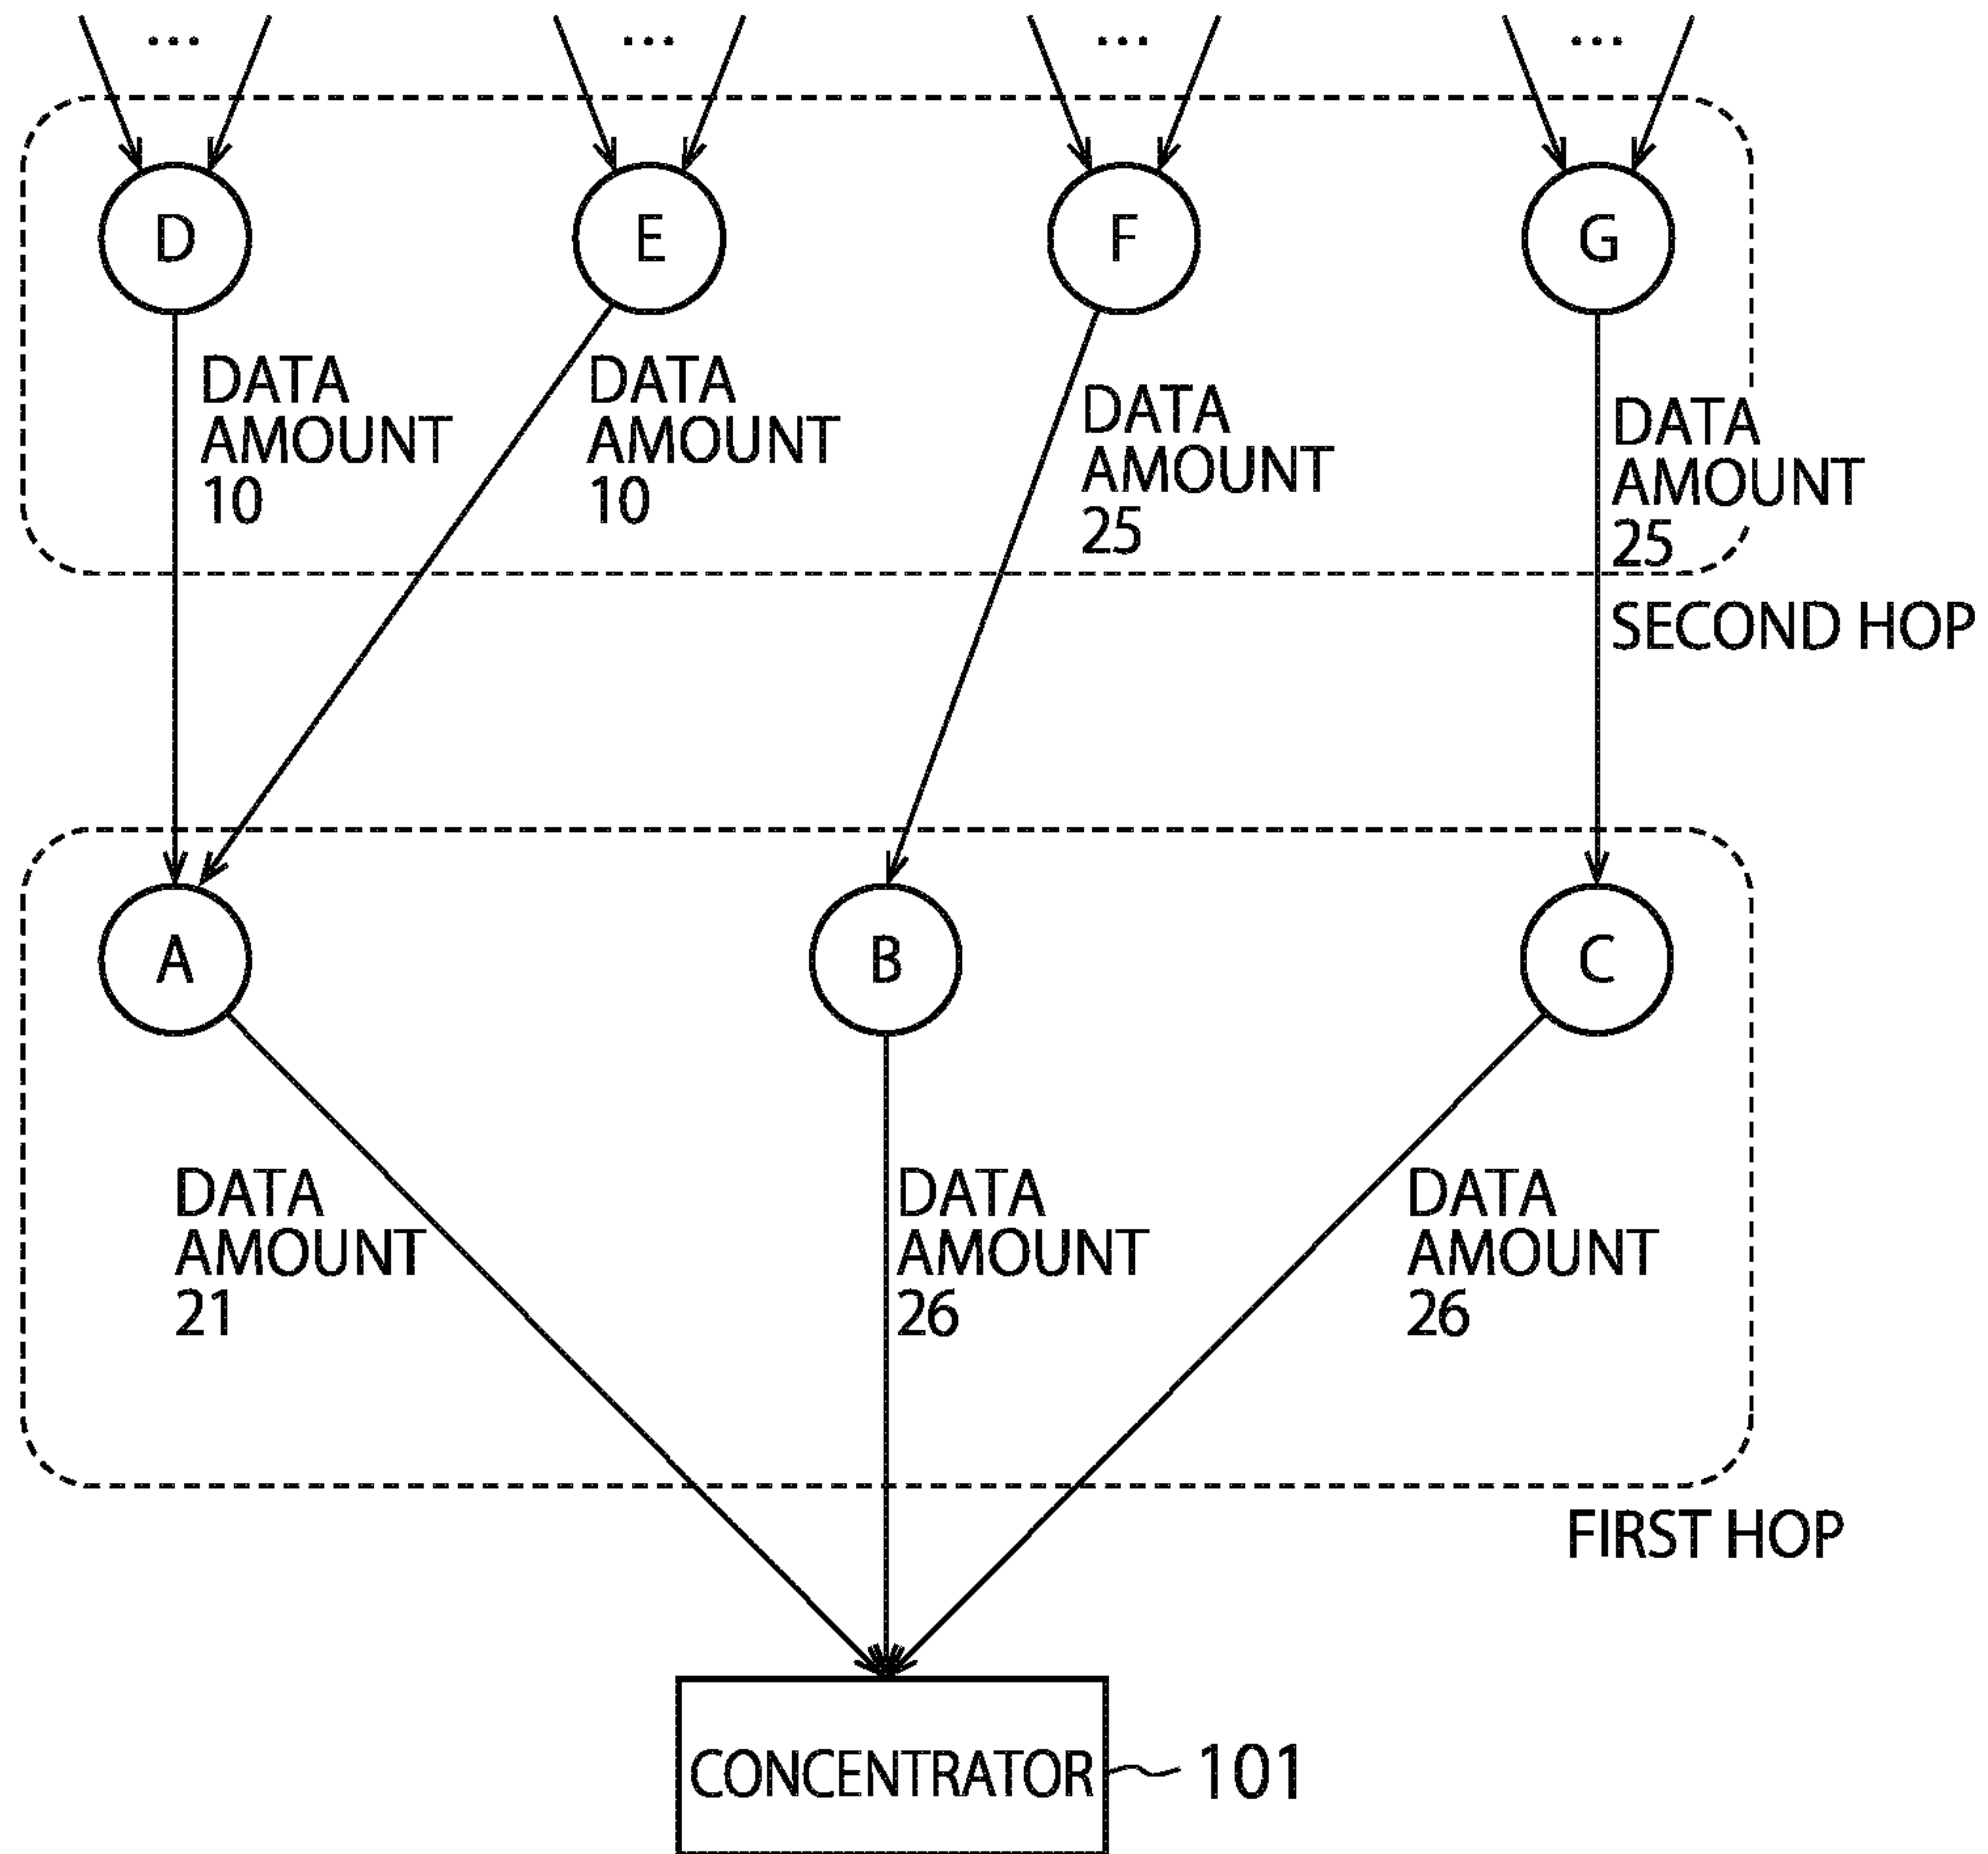 ...
...
...
...
D
E
F
G
DATA
AMOUNT
10
DATA
AMOUNT
10
DATA
AMOUNT
25
DATA
AMOUNT
25
SECOND HOP
A
B
C
DATA
AMOUNT
21
DATA
AMOUNT
26
DATA
AMOUNT
26
FIRST HOP
CONCENTRATOR
101